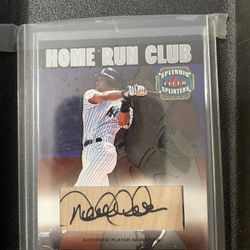 HOME RUN CLUB
SPLENDID
FLEER
SPLINTERS
AUTHENTIC PLAYER SIGNATURE